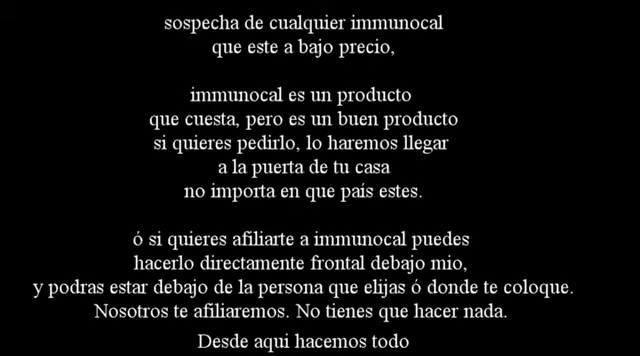 sospecha de cualquier immunocal
que este a bajo precio,
immunocal es un producto
que cuesta, pero es un buen producto
si quieres pedirlo, lo haremos llegar
a la puerta de tu casa
no importa en que país estes.
ó si quieres afiliarte a immunocal puedes
hacerlo directamente frontal debajo mio,
y podras estar debajo de la persona que elijas ó donde te coloque.
Nosotros te afiliaremos. No tienes que hacer nada.
Desde aqui hacemos todo